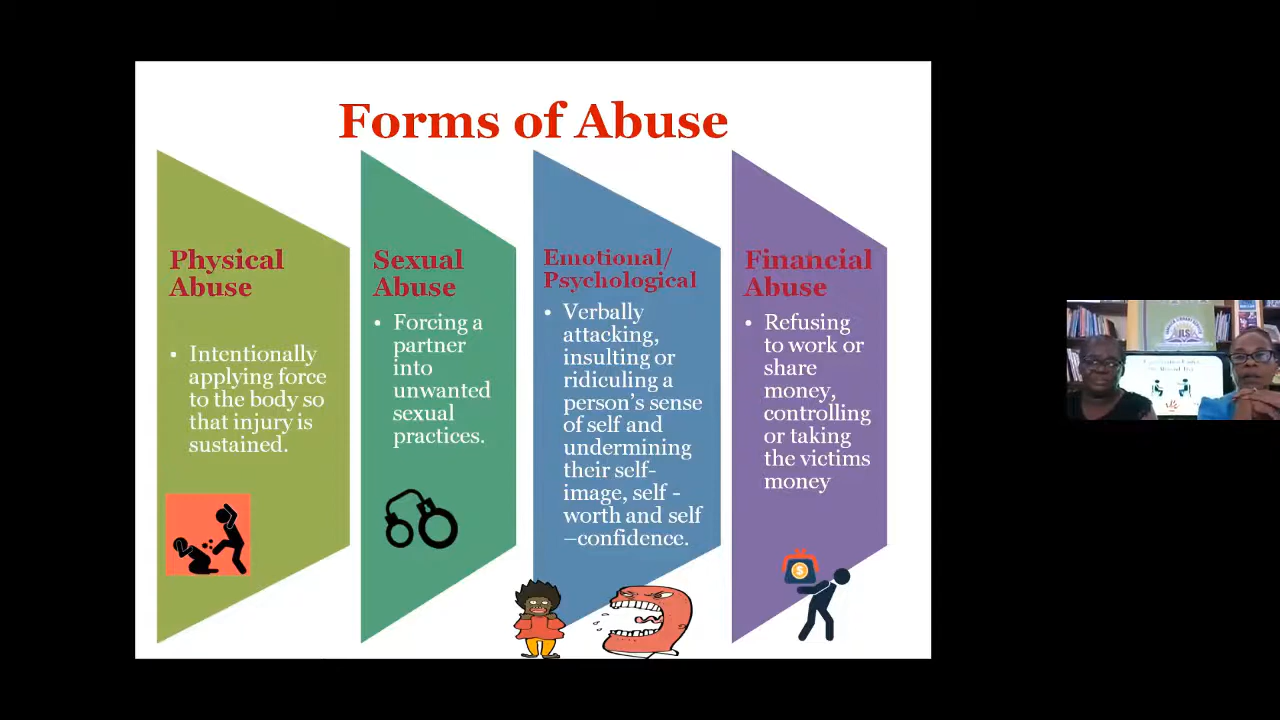 Forms of Abuse
Physical
Abuse
• Intentionally
applying force
to the body so
that injury is
sustained.
Sexual
Abuse
• Forcing a
partner
into
unwanted
sexual
practices.
Emotional/
Psychological
• Verbally
attacking,
insulting or
ridiculing a
person's sense
of self and
undermining
their self-
image, self -
worth and self
–confidence.
Financial
Abuse
• Refusing
to work or
share
money,
controlling
or taking
the victims
money
$
JLS